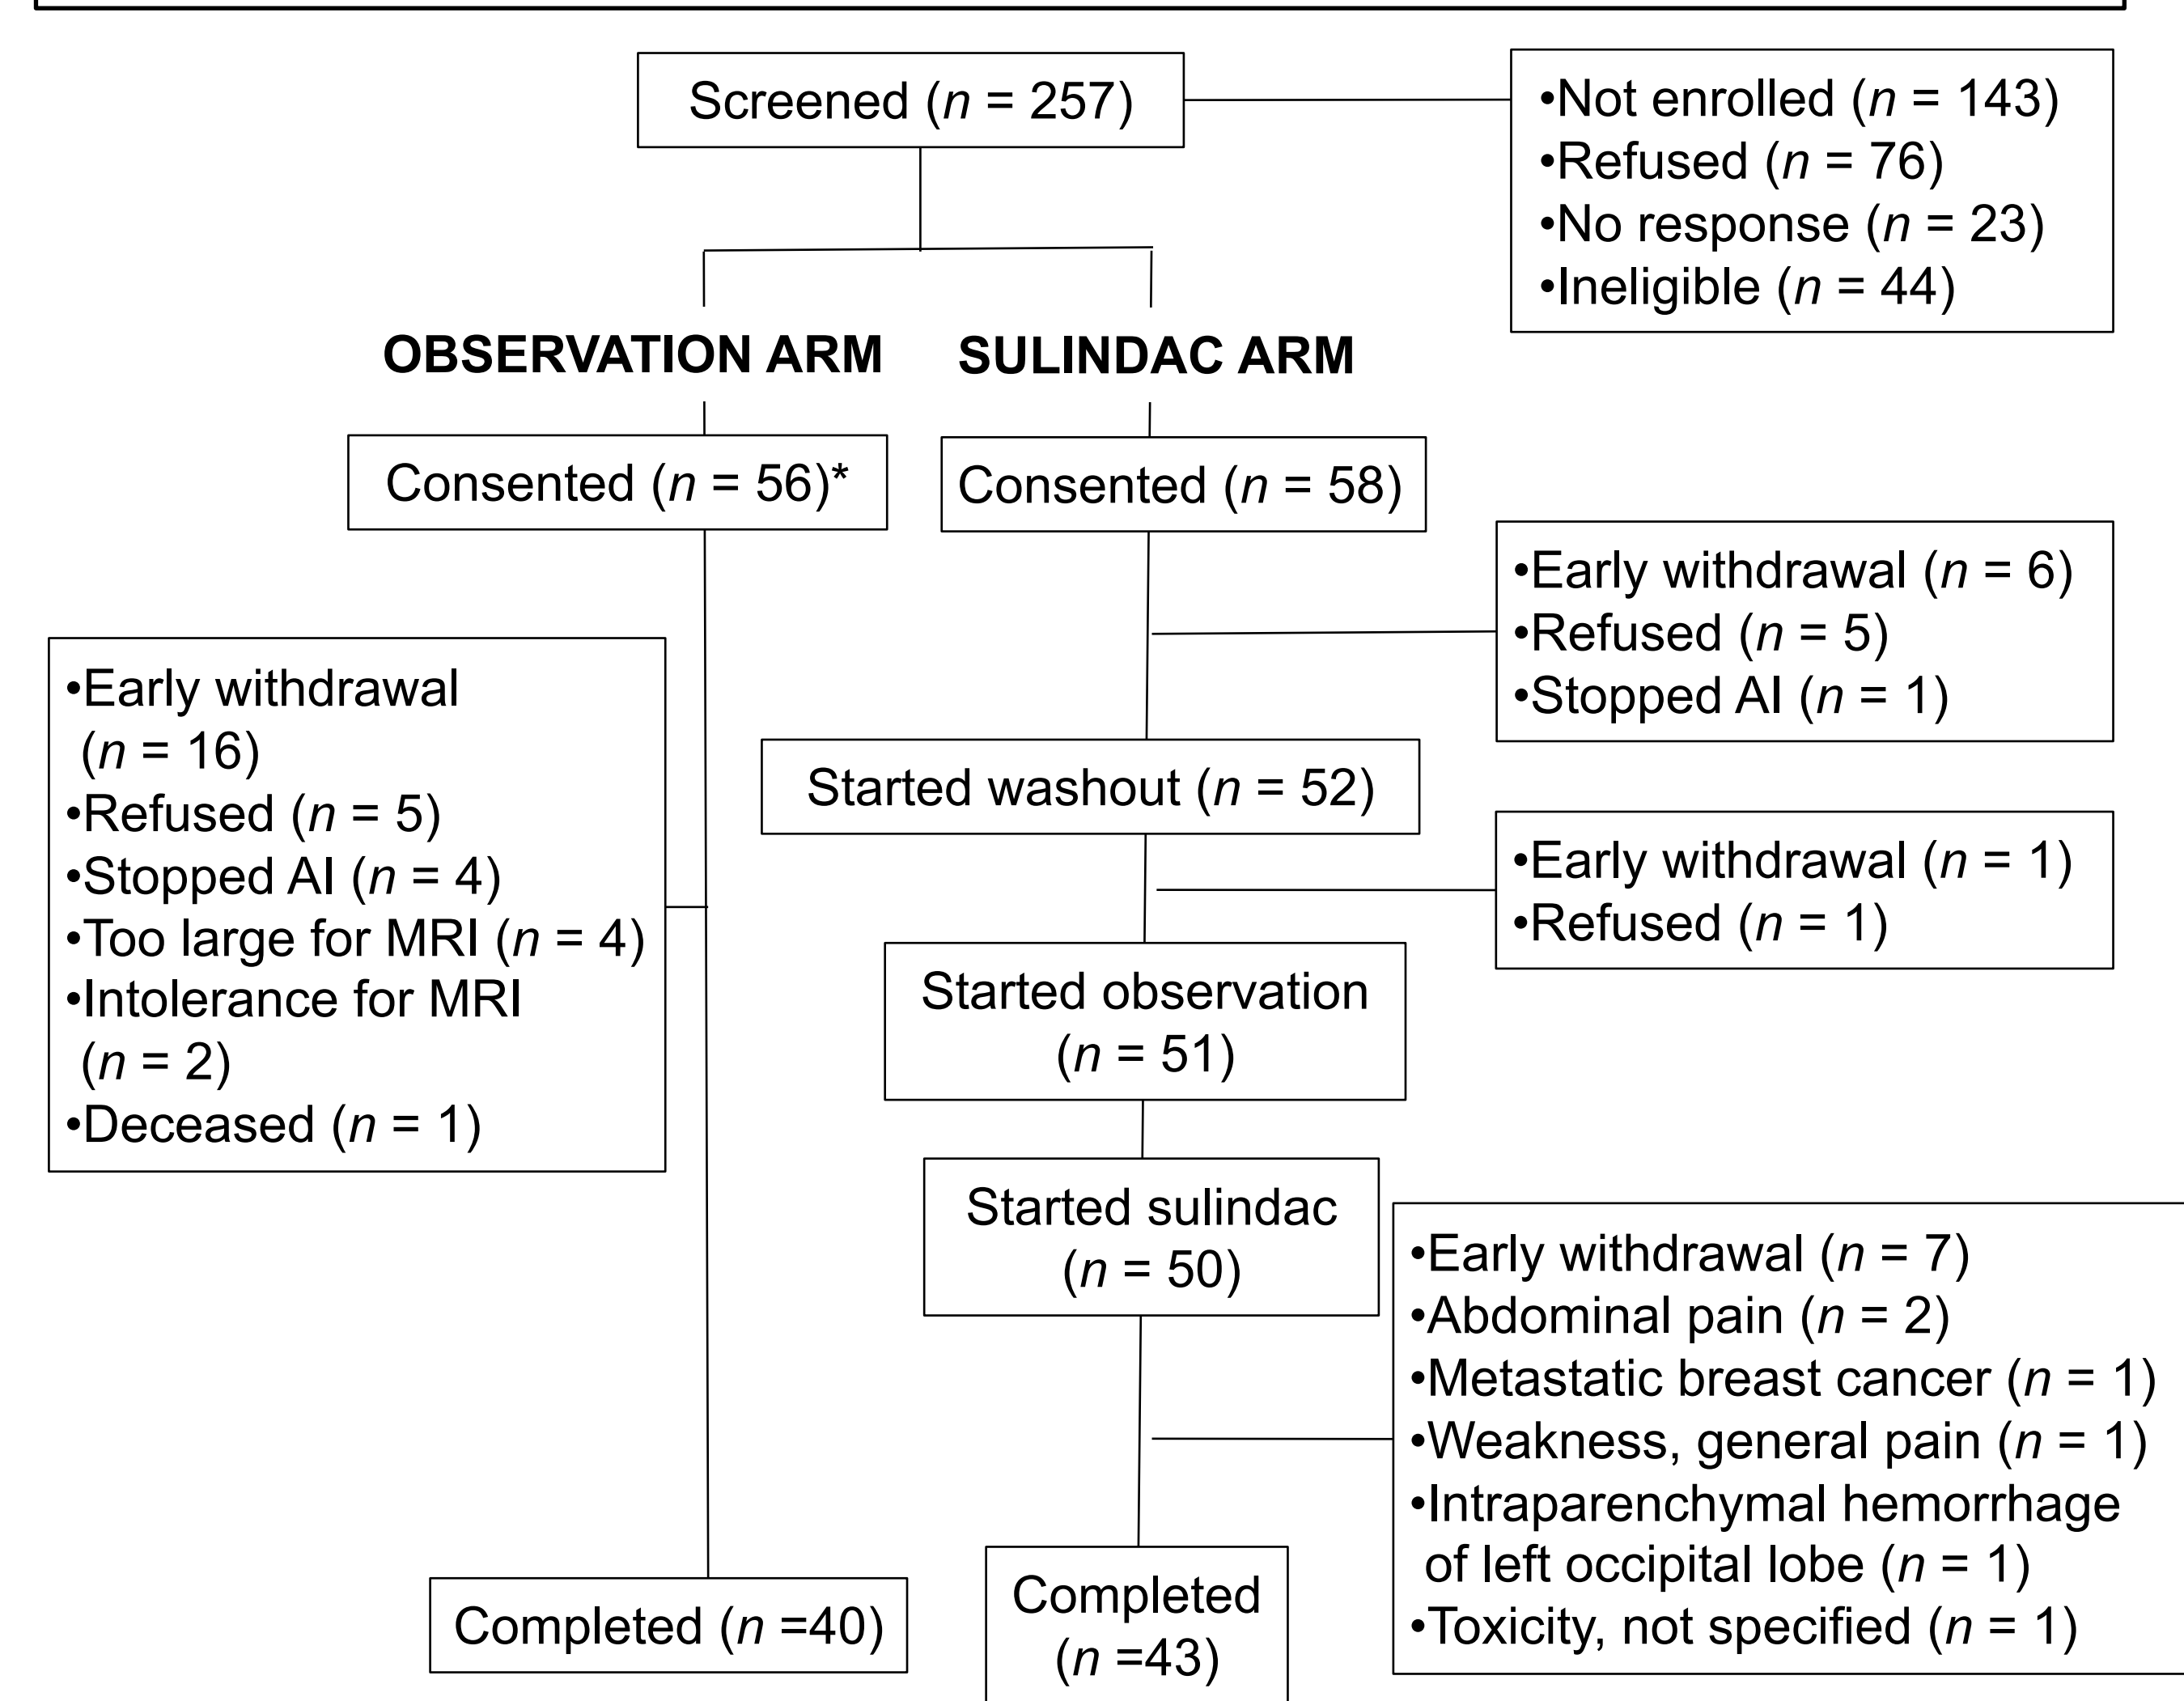 Screened (n = 257)
•Not enrolled (n = 143)
•Refused (n = 76)
•No response (n = 23)
•Ineligible (n = 44)
OBSERVATION ARM
SULINDAC ARM
Consented (n = 56)*
Consented (n = 58)
•Early withdrawal (n = 6)
•Refused (n = 5)
•Stopped AI (n = 1)
•Early withdrawal
(n = 16)
•Refused (n = 5)
•Stopped AI (n = 4)
•Too large for MRI (n = 4)
•Intolerance for MRI
(n = 2)
•Deceased (n = 1)
Started washout (n = 52)
•Early withdrawal (n = 1)
•Refused (n = 1)
Started observation
(n = 51)
Started sulindac
(n = 50)
•Early withdrawal (n = 7)
•Abdominal pain (n = 2)
•Metastatic breast cancer (n = 1)
•Weakness, general pain (n = 1)
•Intraparenchymal hemorrhage
of left occipital lobe (n = 1)
•Toxicity, not specified (n = 1)
Completed (n =40)
Completed
(n =43)